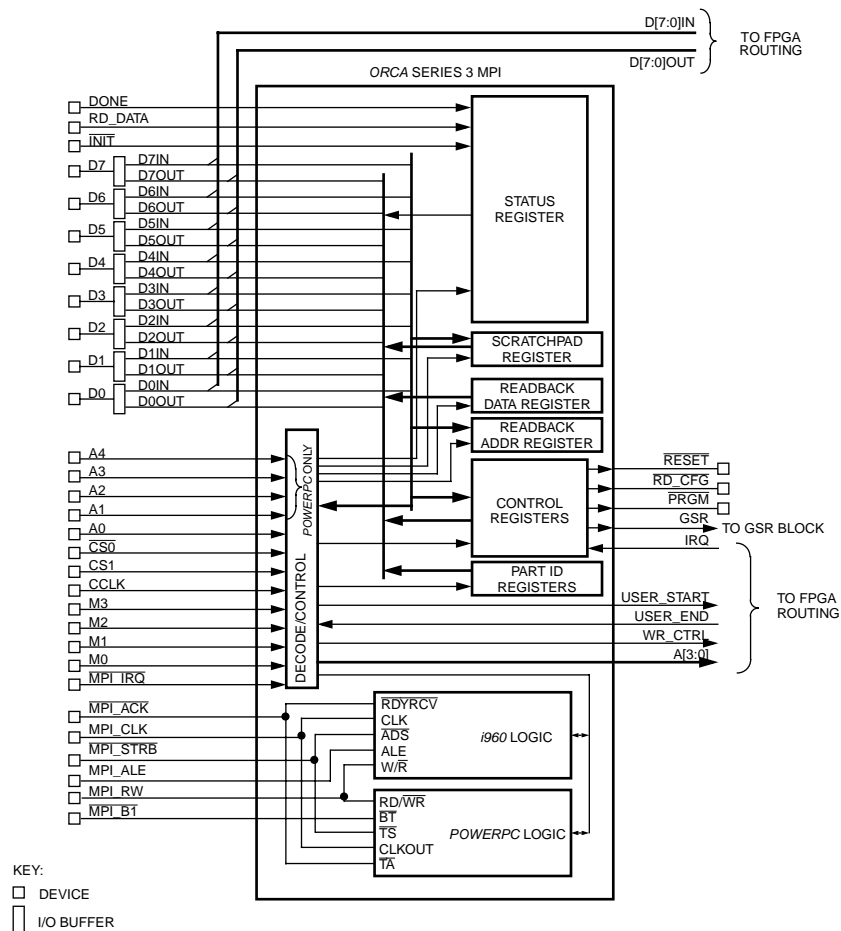 D[7:0]IN
TO FPGA
ROUTING
D[7:0]OUT
ORCA SERIES 3 MPI
DONE
RD_DATA
INIT
D7
D7IN
D7OUT
D6
D6IN
D6OUT
D5
D5IN
D5OUT
D4
D4IN
D4OUT
D3
D3IN
D3OUT
D2
D2IN
D2OUT
D1
D1IN
D1OUT
D0
D0IN
D0OUT
STATUS
REGISTER
SCRATCHPAD
REGISTER
READBACK
DATA REGISTER
READBACK
ADDR REGISTER
CONTROL
REGISTERS
PART ID
REGISTERS
A4
A3
A2
A1
A0
CS0
CS1
CCLK
M3
M2
M1
M0
MPI_IRQ
POWERPC ONLY
DECODE/CONTROL
RESET
RD_CFG
PRGM
GSR
TO GSR BLOCK
IRQ
USER_START
USER_END
WR_CTRL
A[3:0]
TO FPGA
ROUTING
MPI_ACK
MPI_CLK
MPI_STRB
MPI_ALE
MPI_RW
MPI_B1
RDYRCV
CLK
ADS
ALE
W/R
i960 LOGIC
RD/WR
BT
TS
CLKOUT
TA
POWERPC LOGIC
KEY:
DEVICE
I/O BUFFER